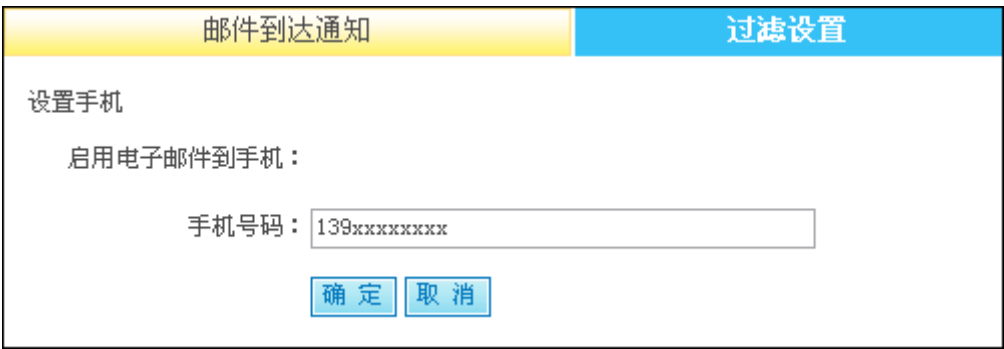 邮件到达通知 过滤设置
设置手机
启用电子邮件到手机：
手机号码：139xxxxxxxx
确 定 取 消